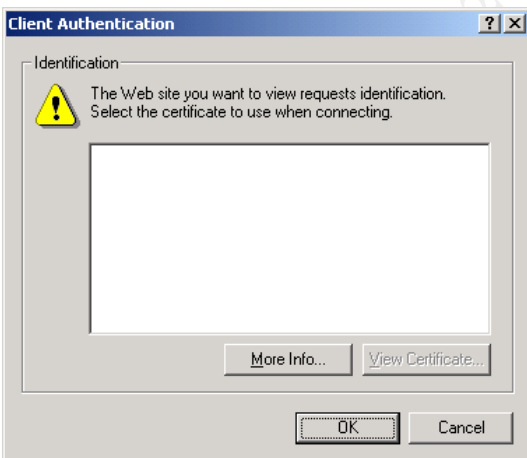 Client Authentication
Identification
The Web site you want to view requests identification.
Select the certificate to use when connecting.
More Info...
View Certificate...
OK
Cancel